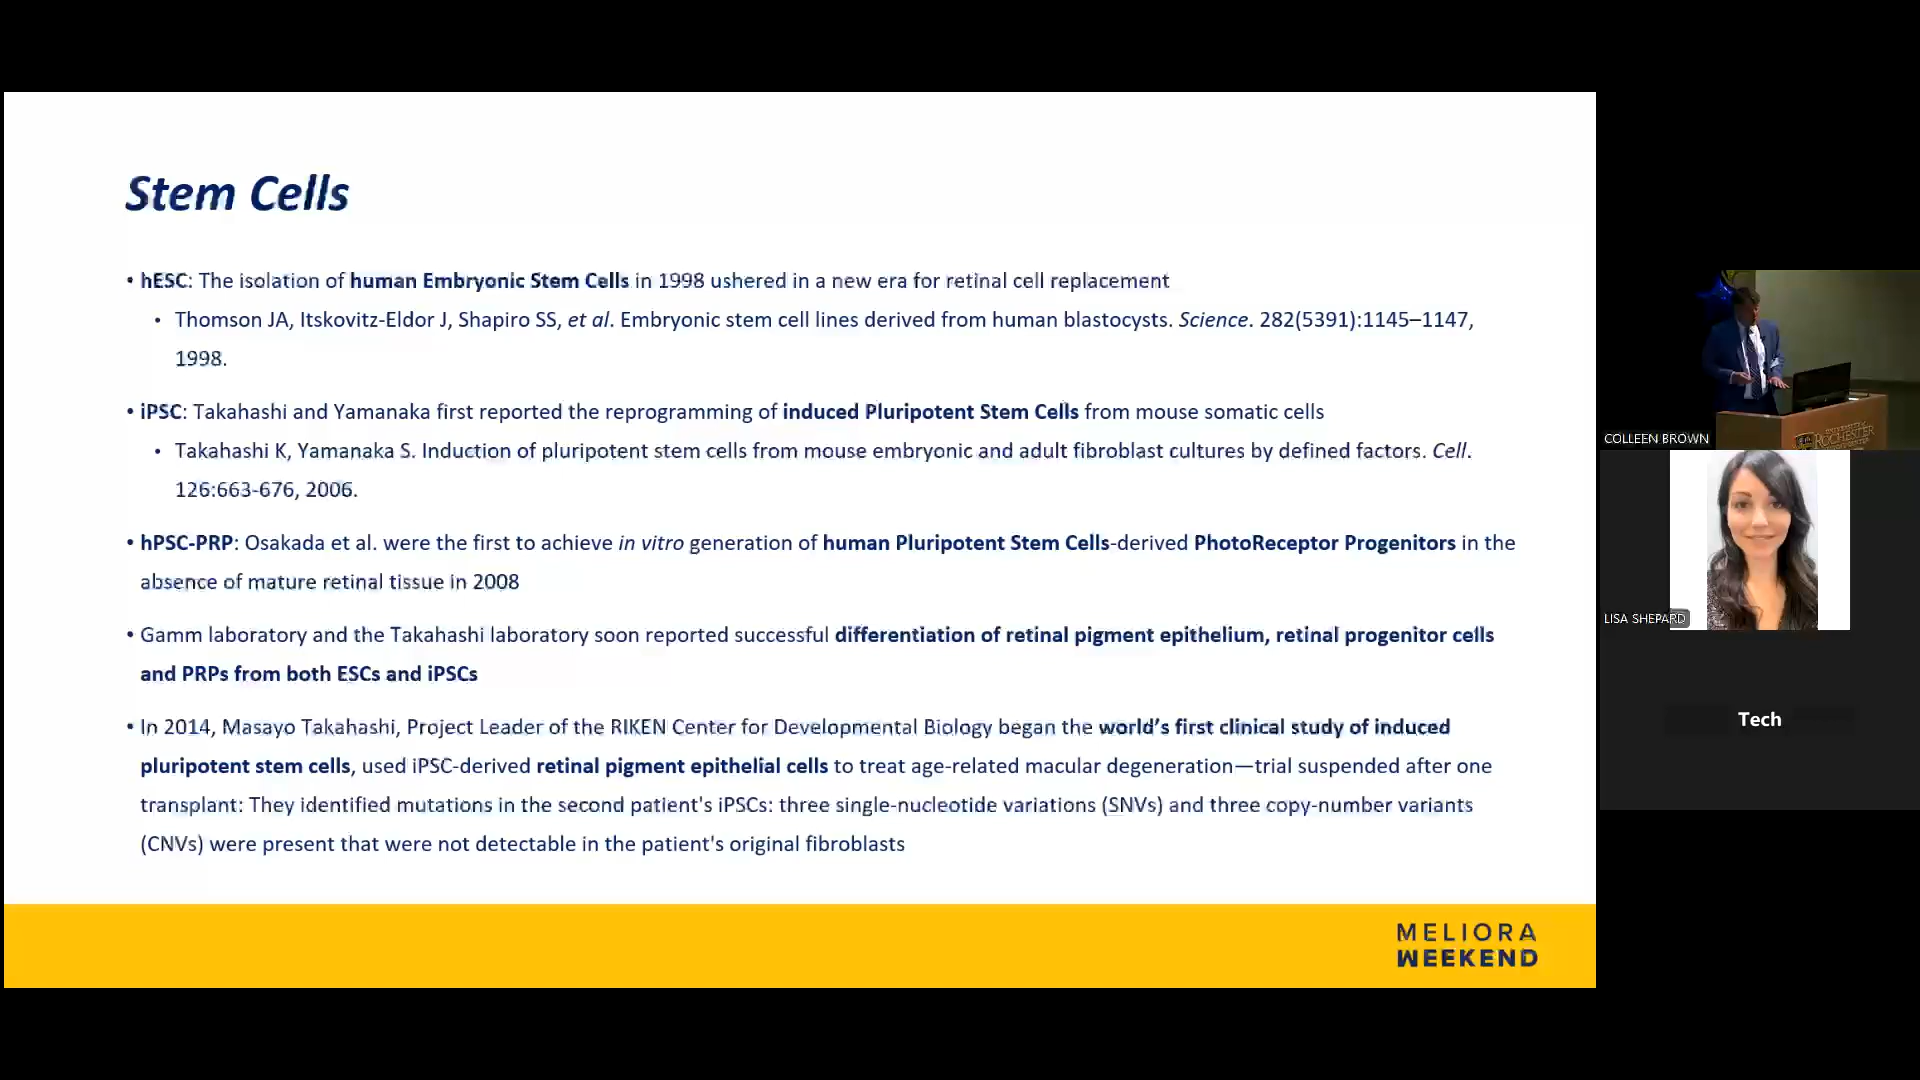 Stem Cells
• hESC: The isolation of human Embryonic Stem Cells in 1998 ushered in a new era for retinal cell replacement
• Thomson JA, Itskovitz-Eldor J, Shapiro SS, et al. Embryonic stem cell lines derived from human blastocysts. Science. 282(5391):1145–1147,
1998.
• iPSC: Takahashi and Yamanaka first reported the reprogramming of induced Pluripotent Stem Cells from mouse somatic cells
• Takahashi K, Yamanaka S. Induction of pluripotent stem cells from mouse embryonic and adult fibroblast cultures by defined factors. Cell.
126:663-676, 2006.
• hPSC-PRP: Osakada et al. were the first to achieve in vitro generation of human Pluripotent Stem Cells-derived PhotoReceptor Progenitors in the
absence of mature retinal tissue in 2008
• Gamm laboratory and the Takahashi laboratory soon reported successful differentiation of retinal pigment epithelium, retinal progenitor cells
and PRPs from both ESCs and iPSCs
• In 2014, Masayo Takahashi, Project Leader of the RIKEN Center for Developmental Biology began the world's first clinical study of induced
pluripotent stem cells, used iPSC-derived retinal pigment epithelial cells to treat age-related macular degeneration—trial suspended after one
transplant: They identified mutations in the second patient's iPSCs: three single-nucleotide variations (SNVs) and three copy-number variants
(CNVs) were present that were not detectable in the patient's original fibroblasts
MELIORA
WEEKEND
COLLEEN BROWN
ROCHESTER
LISA SHEPARD
Tech